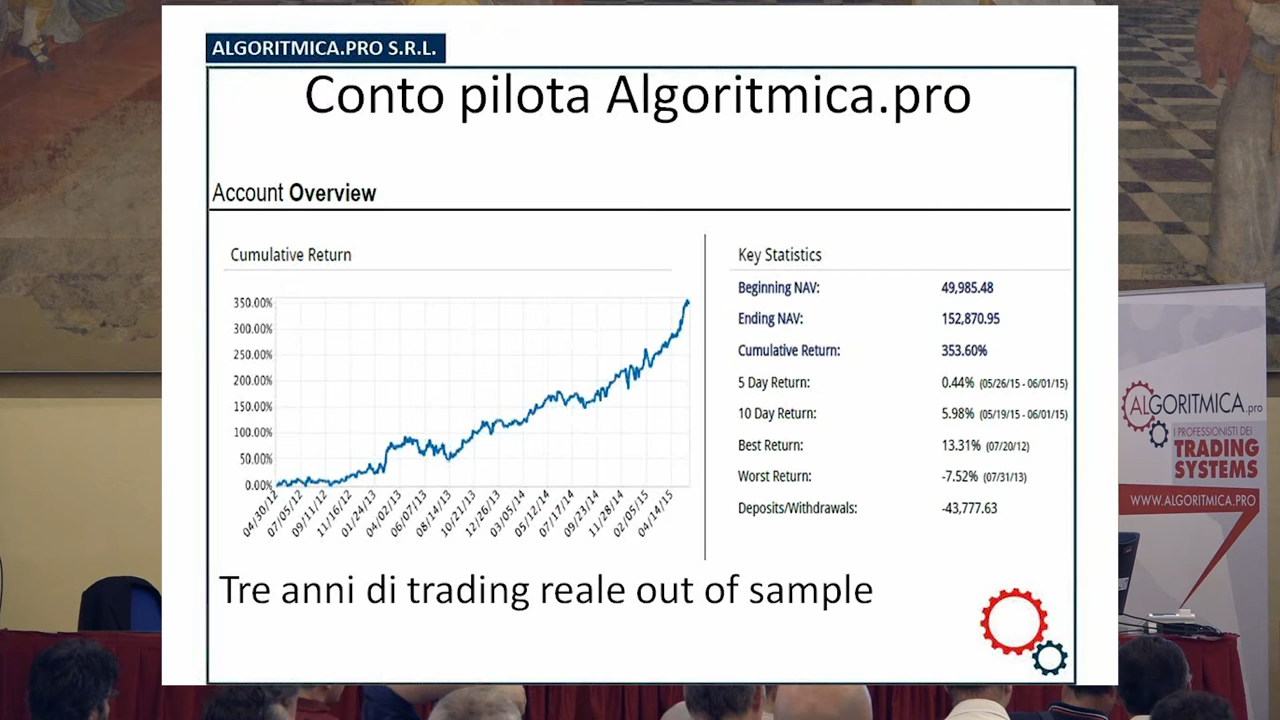 ALGORITMICA.PRO S.R.L.
Conto pilota Algoritmica.pro
Account Overview
Cumulative Return
350.00%
300.00%
250.00%
200.00%
150.00%
100.00%
50.00%
0.00%
04/30/12
07/05/12
09/11/12
11/16/12
01/24/13
04/02/13
06/07/13
08/14/13
10/21/13
12/26/13
03/05/14
05/12/14
07/17/14
09/23/14
11/28/14
02/05/15
04/14/15
Key Statistics
Beginning NAV: 49,985.48
Ending NAV: 152,870.95
Cumulative Return: 353.60%
5 Day Return: 0.44% (05/26/15 - 06/01/15)
10 Day Return: 5.98% (05/19/15 - 06/01/15)
Best Return: 13.31% (07/20/12)
Worst Return: -7.52% (07/31/13)
Deposits/Withdrawals: -43,777.63
Tre anni di trading reale out of sample
ALGORITMICA.pro
I PROFESSIONISTI DEI
TRADING
SYSTEMS
WWW.ALGORITMICA.PRO